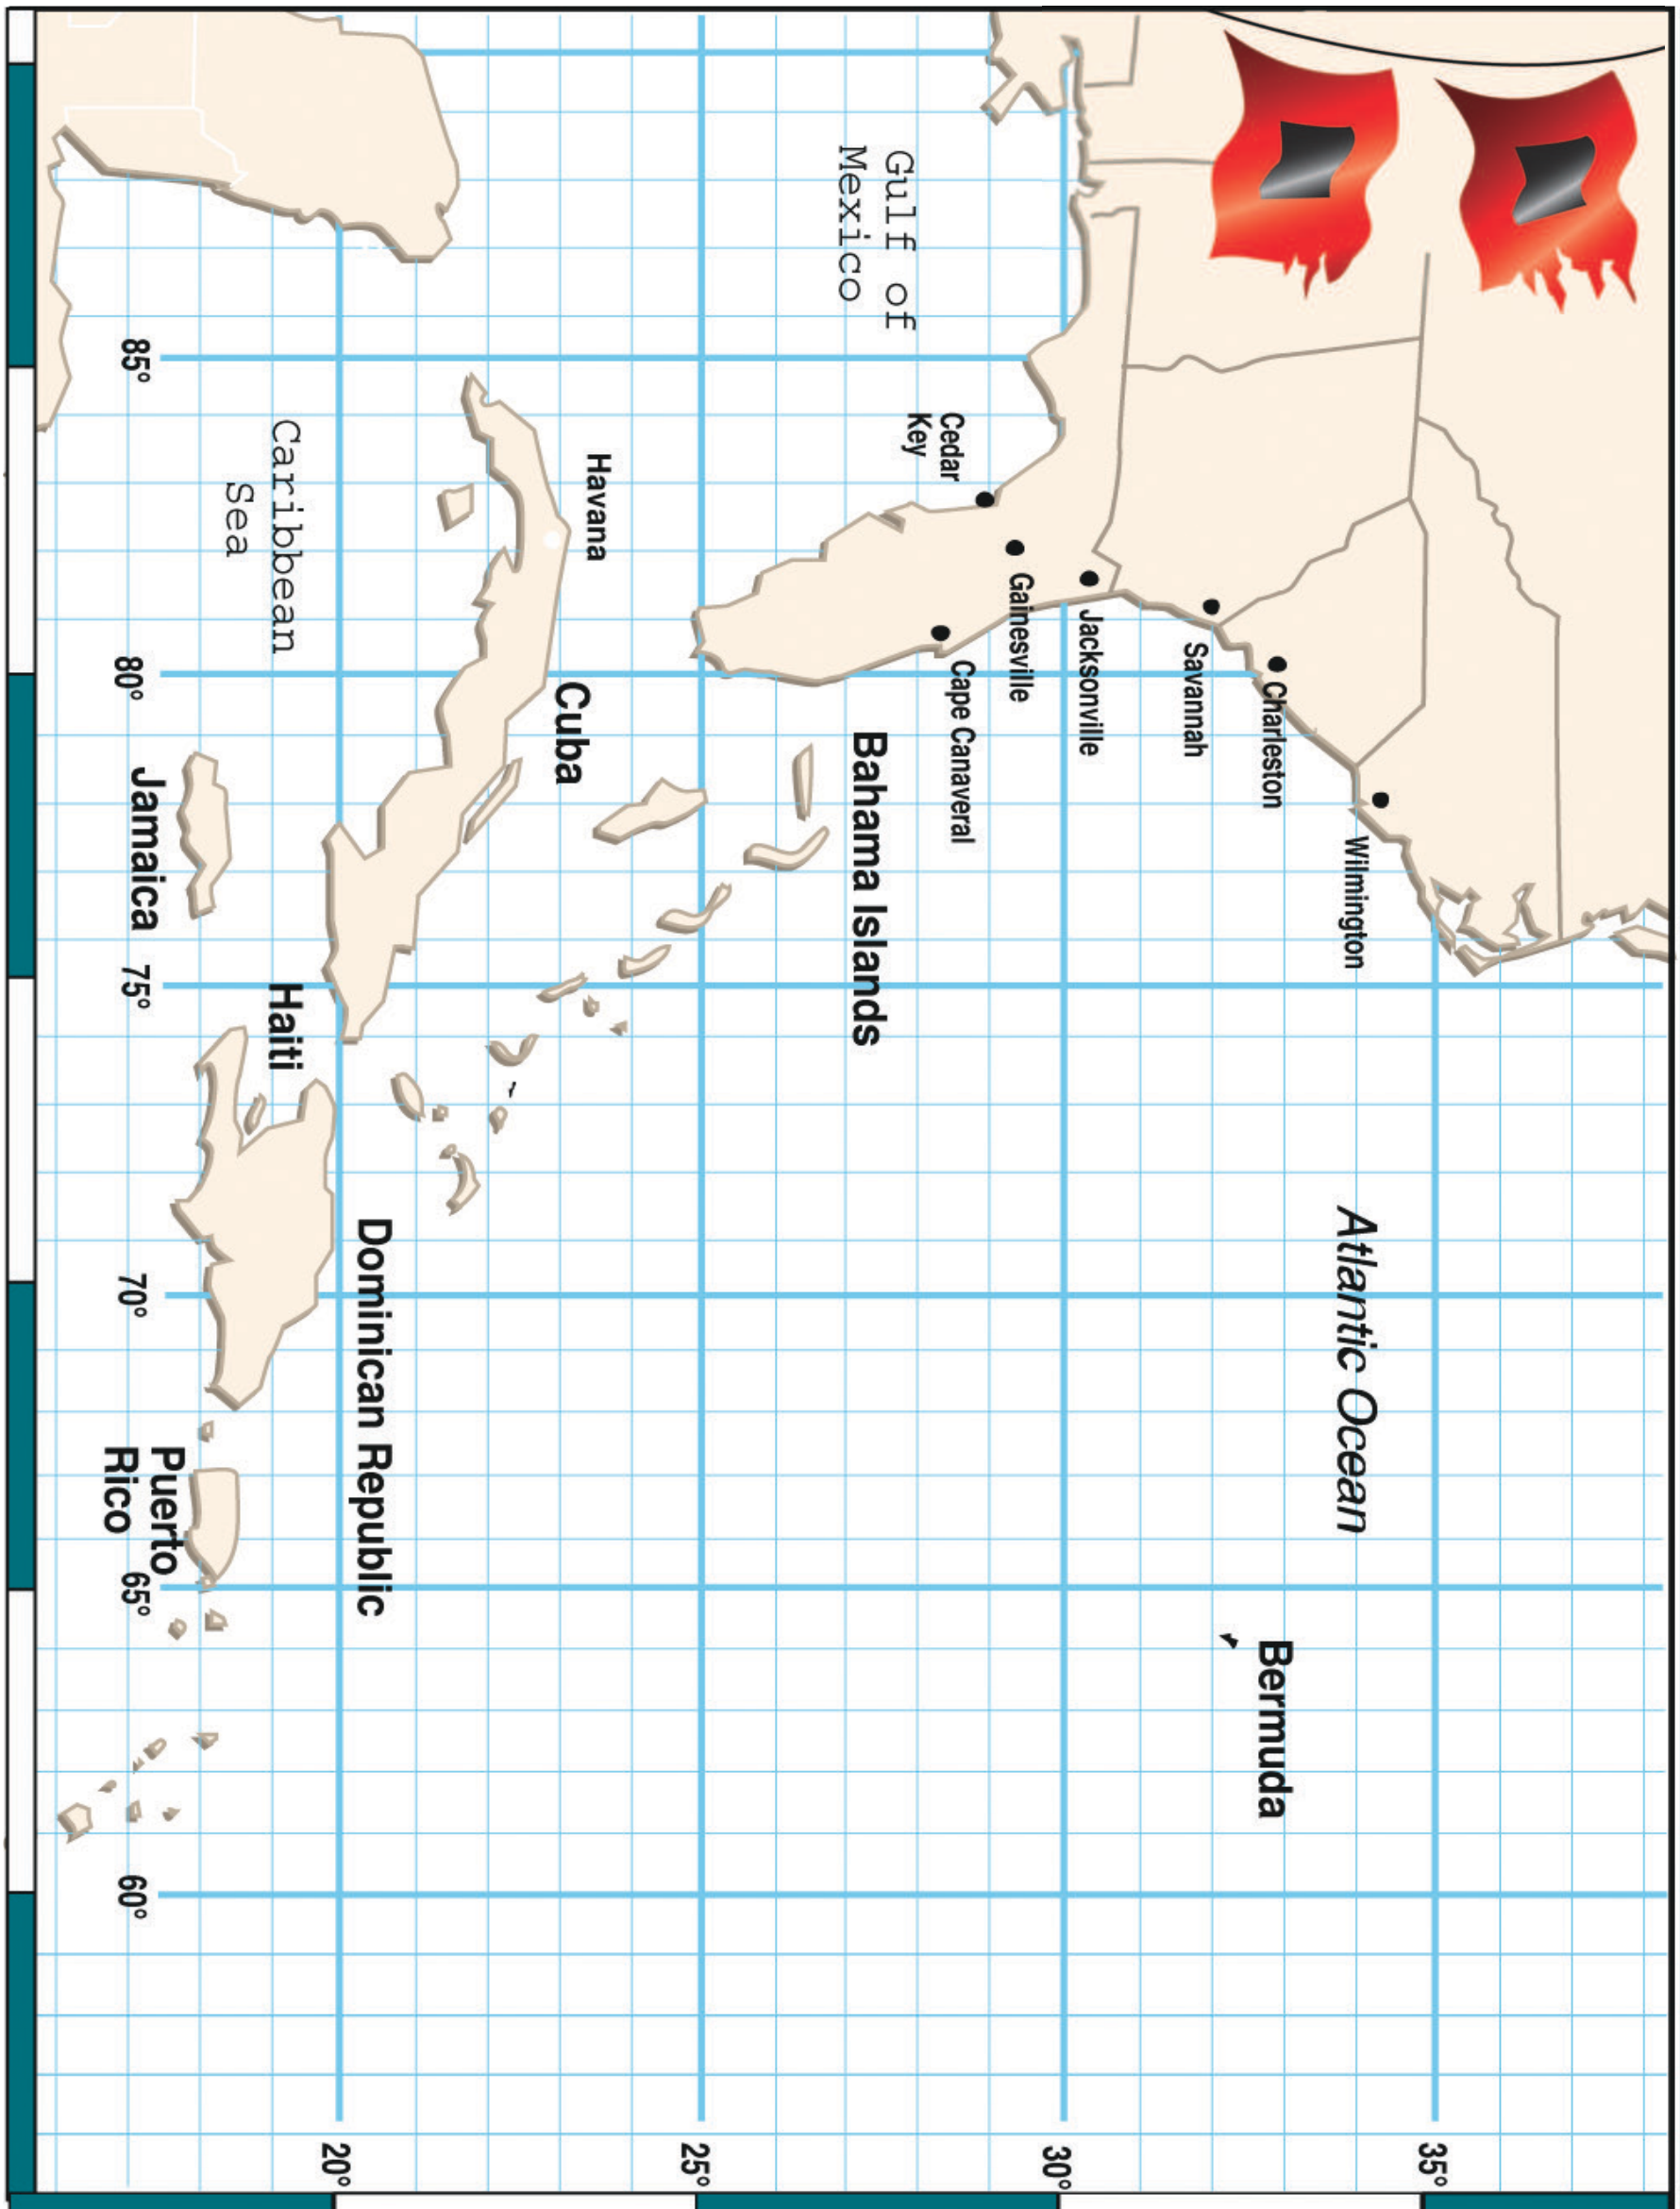 Gulf of
Mexico
Cedar
Key
Gainesville
Jacksonville
Savannah
Charleston
Wilmington
Cape Canaveral
Atlantic Ocean
Bermuda
Bahama Islands
Havana
Cuba
Caribbean
Sea
Jamaica
Haiti
Dominican Republic
Puerto
Rico
85°
80°
75°
70°
65°
60°
35°
30°
25°
20°